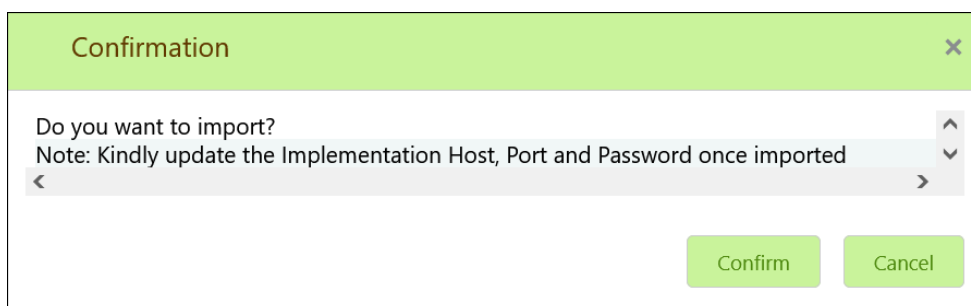 Confirmation
Do you want to import?
Note: Kindly update the Implementation Host, Port and Password once imported
Confirm
Cancel